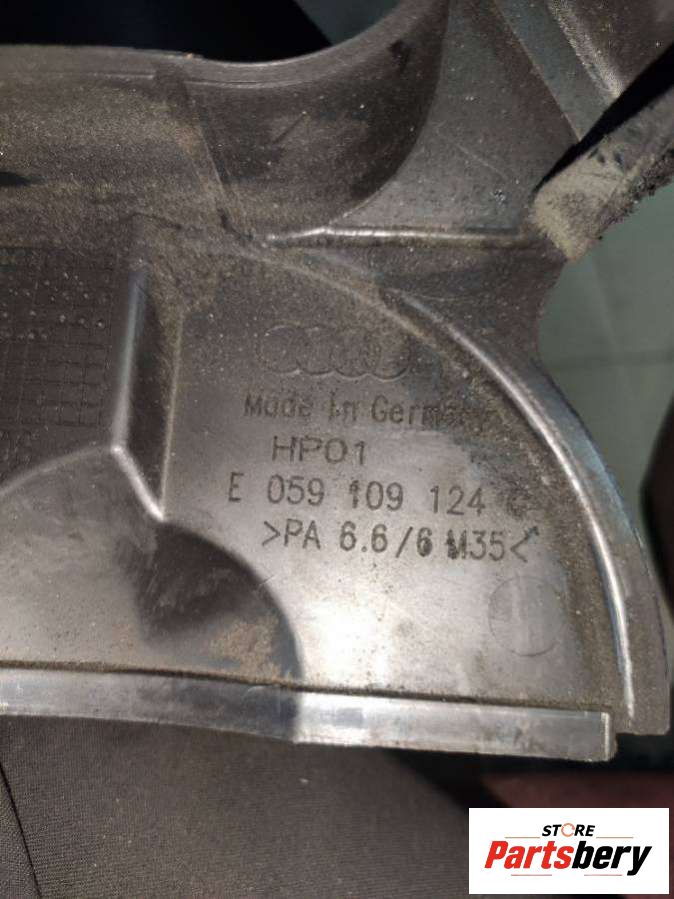 Made in Germany
HP01
E 059 109 124
>PA 6.6/6 M35<
STORE
Partsbery